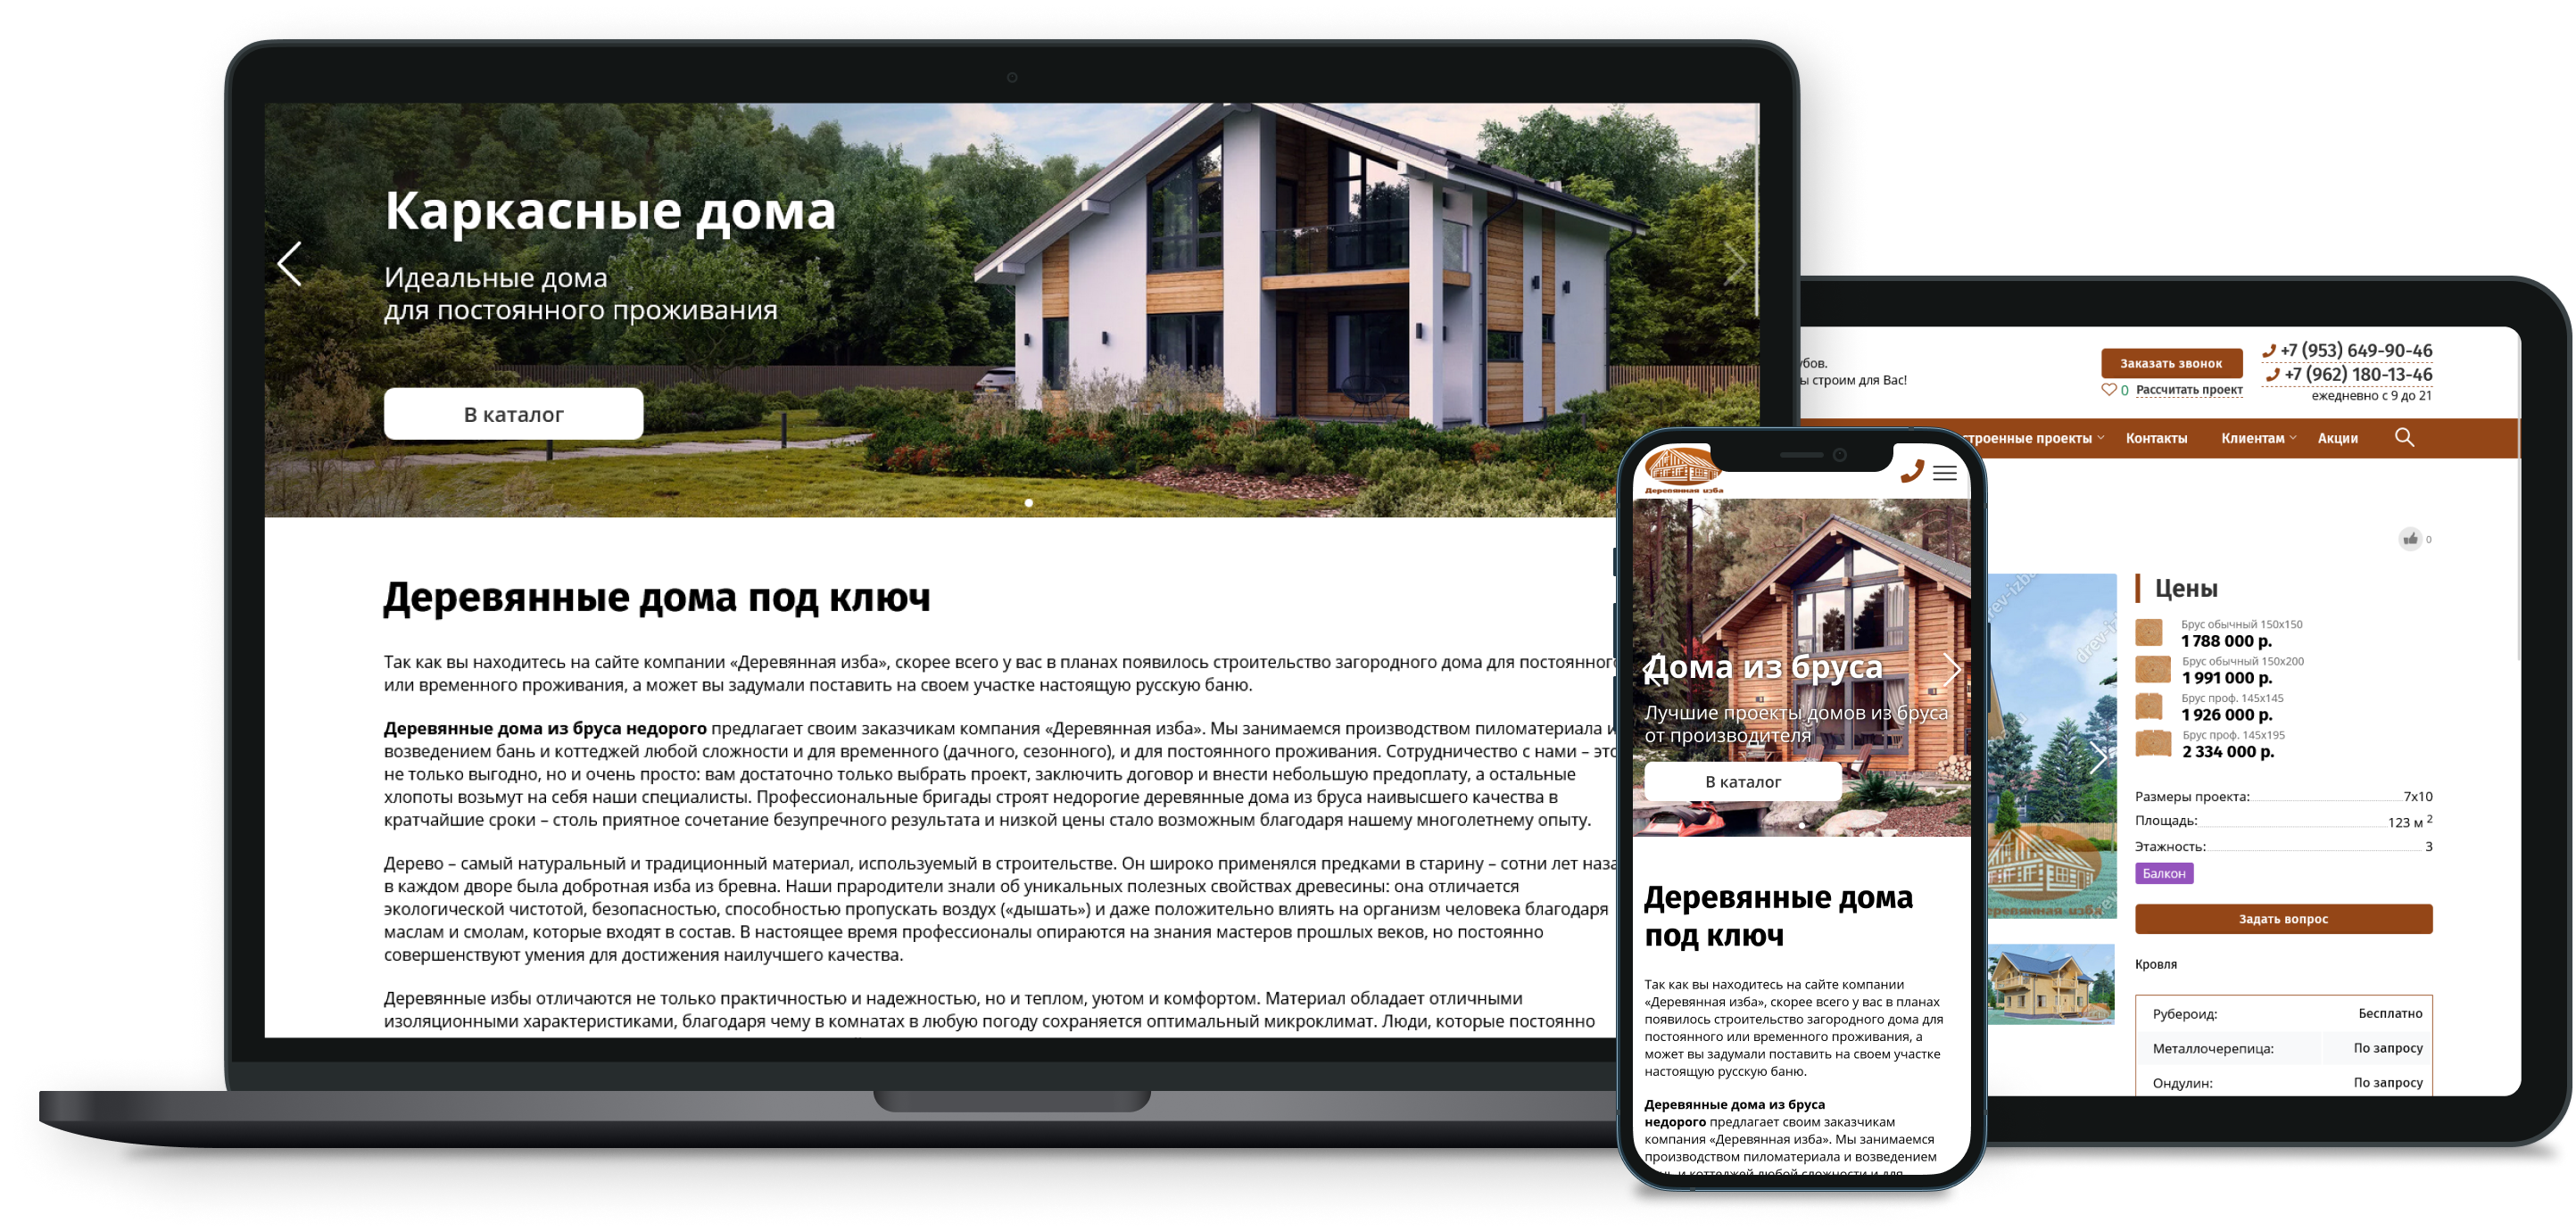 Каркасные дома
Идеальные дома
для постоянного проживания
В каталог
Деревянные дома под ключ
Так как вы находитесь на сайте компании «Деревянная изба», скорее всего у вас в планах появилось строительство загородного дома для постоянного
или временного проживания, а может вы задумали поставить на своем участке настоящую русскую баню.
Деревянные дома из бруса недорого предлагает своим заказчикам компания «Деревянная изба». Мы занимаемся производством пиломатериала и
возведением бань и коттеджей любой сложности и для временного (дачного, сезонного), и для постоянного проживания. Сотрудничество с нами – это
не только выгодно, но и очень просто: вам достаточно только выбрать проект, заключить договор и внести небольшую предоплату, а остальные
хлопоты возьмут на себя наши специалисты. Профессиональные бригады строят недорогие деревянные дома из бруса наивысшего качества в
кратчайшие сроки – столь приятное сочетание безупречного результата и низкой цены стало возможным благодаря нашему многолетнему опыту.
Дерево – самый натуральный и традиционный материал, используемый в строительстве. Он широко применялся предками в старину – сотни лет наза
в каждом дворе была добротная изба из бревна. Наши прародители знали об уникальных полезных свойствах древесины: она отличается
экологической чистотой, безопасностью, способностью пропускать воздух («дышать») и даже положительно влиять на организм человека благодаря
маслам и смолам, которые входят в состав. В настоящее время профессионалы опираются на знания мастеров прошлых веков, но постоянно
совершенствуют умения для достижения наилучшего качества.
Деревянные избы отличаются не только практичностью и надежностью, но и теплом, уютом и комфортом. Материал обладает отличными
изоляционными характеристиками, благодаря чему в комнатах в любую погоду сохраняется оптимальный микроклимат. Люди, которые постоянно
Деревянная изба
Дома из бруса
Лучшие проекты домов из бруса
от производителя
В каталог
Деревянные дома
под ключ
Так как вы находитесь на сайте компании
«Деревянная изба», скорее всего у вас в планах
появилось строительство загородного дома для
постоянного или временного проживания, а
может вы задумали поставить на своем участке
настоящую русскую баню.
Деревянные дома из бруса
недорого предлагает своим заказчикам
компания «Деревянная изба». Мы занимаемся
производством пиломатериала и возведением
и коттеджей любой сложности и для
убов.
ы строим для Вас!
Заказать звонок
0 Рассчитать проект
+7 (953) 649-90-46
+7 (962) 180-13-46
ежедневно с 9 до 21
строенные проекты Контакты Клиентам Акции
0
Цены
Брус обычный 150х150
1 788 000 р.
Брус обычный 150х200
1 991 000 р.
Брус проф. 145х145
1 926 000 р.
Брус проф. 145х195
2 334 000 р.
Размеры проекта: 7х10
Площадь: 123 м 2
Этажность: 3
Балкон
Задать вопрос
Кровля
Рубероид: Бесплатно
Металлочерепица: По запросу
Ондулин: По запросу